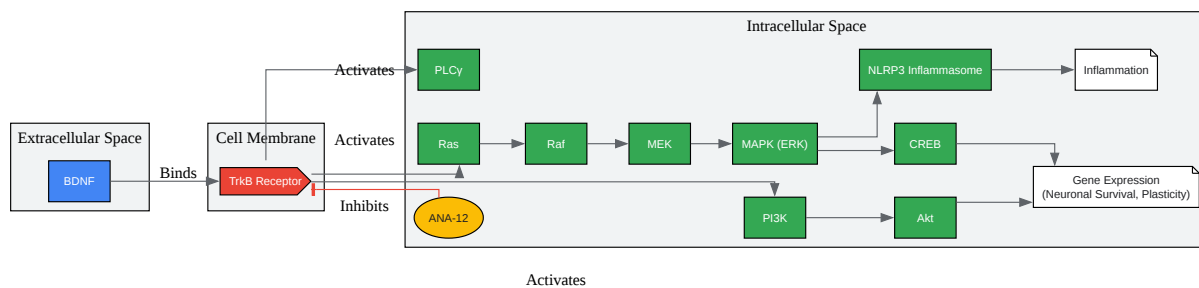 Intracellular Space
PLCγ
NLRP3 Inflammasome
Inflammation
Activates
Extracellular Space
Cell Membrane
Activates
Ras
Raf
MEK
MAPK (ERK)
CREB
BDNF
Binds
TrkB Receptor
Gene Expression
(Neuronal Survival, Plasticity)
Inhibits
ANA-12
PI3K
Akt
Activates